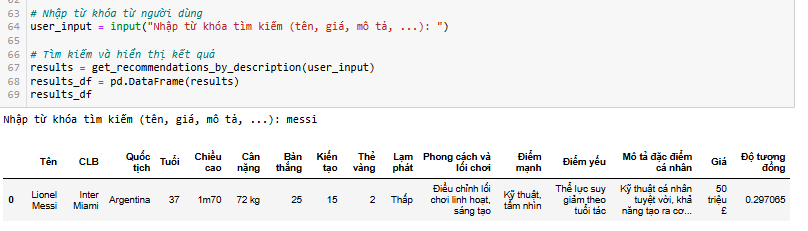 63 # Nhập từ khóa từ người dùng
64 user_input = input("Nhập từ khóa tìm kiếm (tên, giá, mô tả, ...): ")
65
66 # Tìm kiếm và hiển thị kết quả
67 results = get_recommendations_by_description(user_input)
68 results_df = pd.DataFrame(results)
69 results_df
Nhập từ khóa tìm kiếm (tên, giá, mô tả, ...): messi
Tên CLB Quốc tịch Tuổi Chiều cao Cân nặng Bàn thắng Kiến tạo Thẻ vàng Lạm phát Phong cách và lối chơi Điểm mạnh Điểm yếu Mô tả đặc điểm cá nhân Giá Độ tương đồng
0 Lionel Messi Inter Miami Argentina 37 1m70 72 kg 25 15 2 Thấp Điều chỉnh lối chơi linh hoạt, sáng tạo Kỹ thuật, tầm nhìn Thể lực suy giảm theo tuổi tác Kỹ thuật cá nhân tuyệt vời, khả năng tạo ra cơ... 50 triệu £ 0.297065